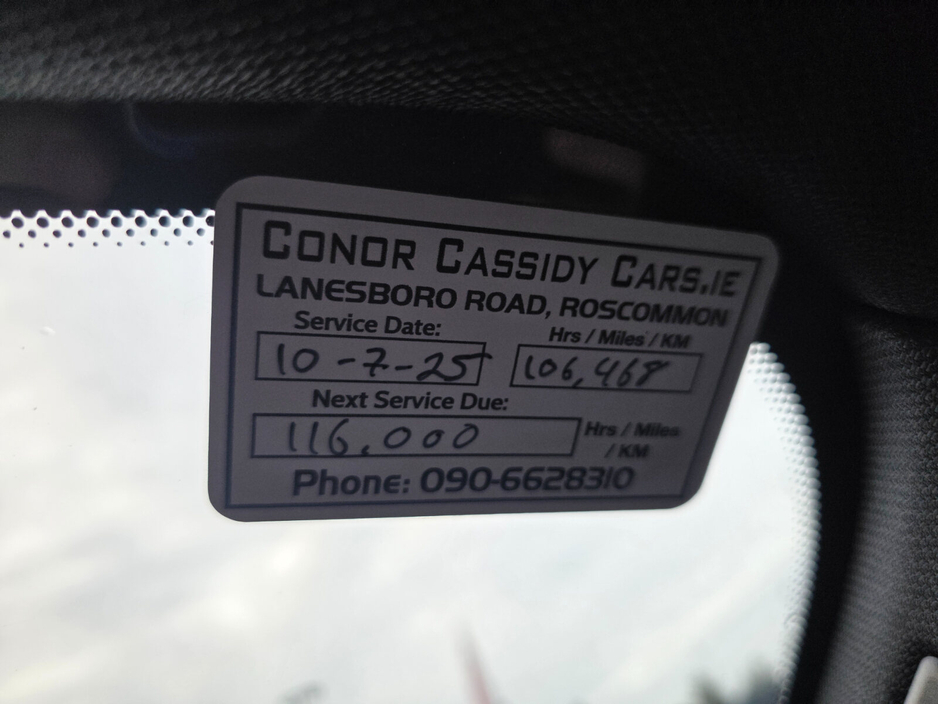 CONOR CASSIDY CARS.IE
LANESBORO ROAD, ROSCOMMON
Service Date: Hrs / Miles / KM
10-7-25 106,468
Next Service Due:
116.000 Hrs / Miles / KM
Phone: 090-6628310